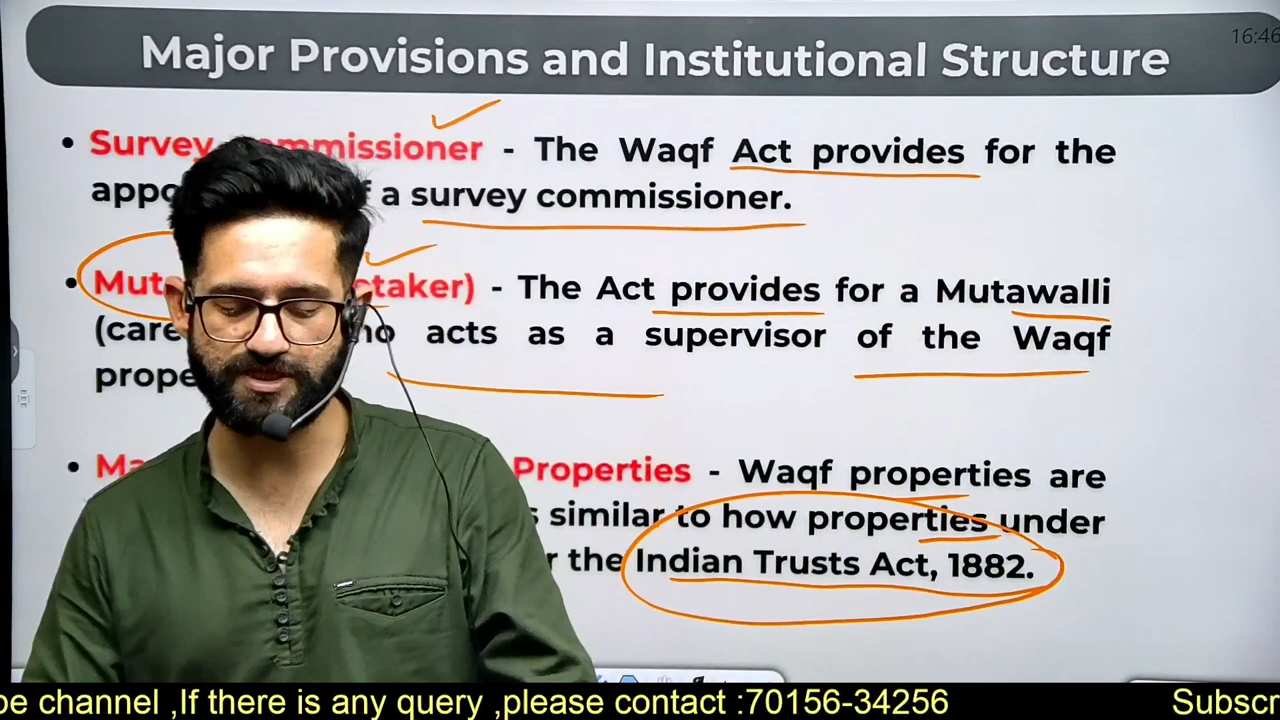 16:46
Major Provisions and Institutional Structure
• Survey mmissioner - The Waqf Act provides for the
appo f a survey commissioner.
• Mut ctaker) - The Act provides for a Mutawalli
(care ho acts as a supervisor of the Waqf
prope
• Ma Properties - Waqf properties are
s similar to how properties under
r the Indian Trusts Act, 1882.
be channel ,If there is any query ,please contact :70156-34256 Subscr